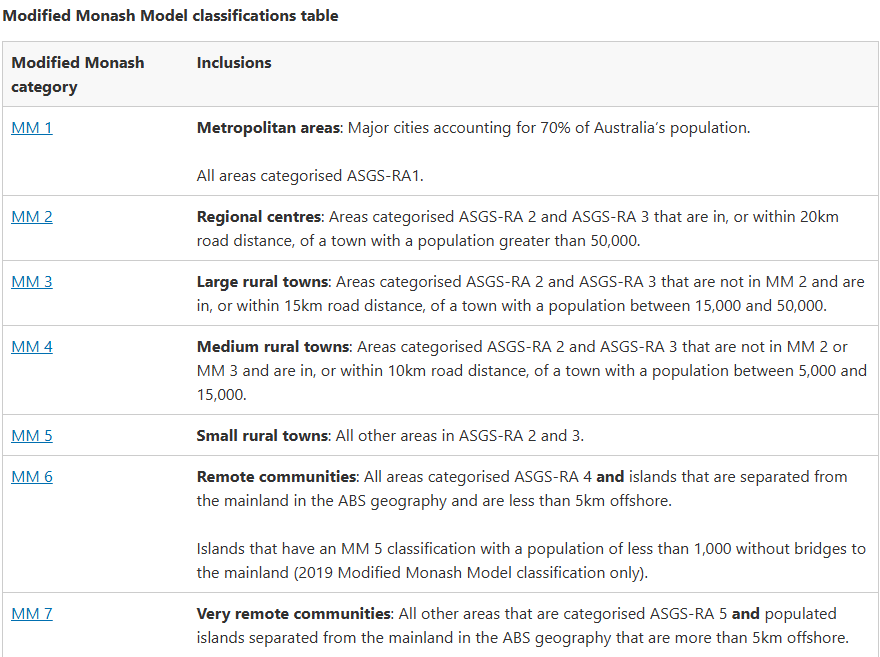 Modified Monash Model classifications table
Modified Monash
category
Inclusions
MM 1
Metropolitan areas: Major cities accounting for 70% of Australia’s population.
All areas categorised ASGS-RA1.
MM 2
Regional centres: Areas categorised ASGS-RA 2 and ASGS-RA 3 that are in, or within 20km
road distance, of a town with a population greater than 50,000.
MM 3
Large rural towns: Areas categorised ASGS-RA 2 and ASGS-RA 3 that are not in MM 2 and are
in, or within 15km road distance, of a town with a population between 15,000 and 50,000.
MM 4
Medium rural towns: Areas categorised ASGS-RA 2 and ASGS-RA 3 that are not in MM 2 or
MM 3 and are in, or within 10km road distance, of a town with a population between 5,000 and
15,000.
MM 5
Small rural towns: All other areas in ASGS-RA 2 and 3.
MM 6
Remote communities: All areas categorised ASGS-RA 4 and islands that are separated from
the mainland in the ABS geography and are less than 5km offshore.
Islands that have an MM 5 classification with a population of less than 1,000 without bridges to
the mainland (2019 Modified Monash Model classification only).
MM 7
Very remote communities: All other areas that are categorised ASGS-RA 5 and populated
islands separated from the mainland in the ABS geography that are more than 5km offshore.